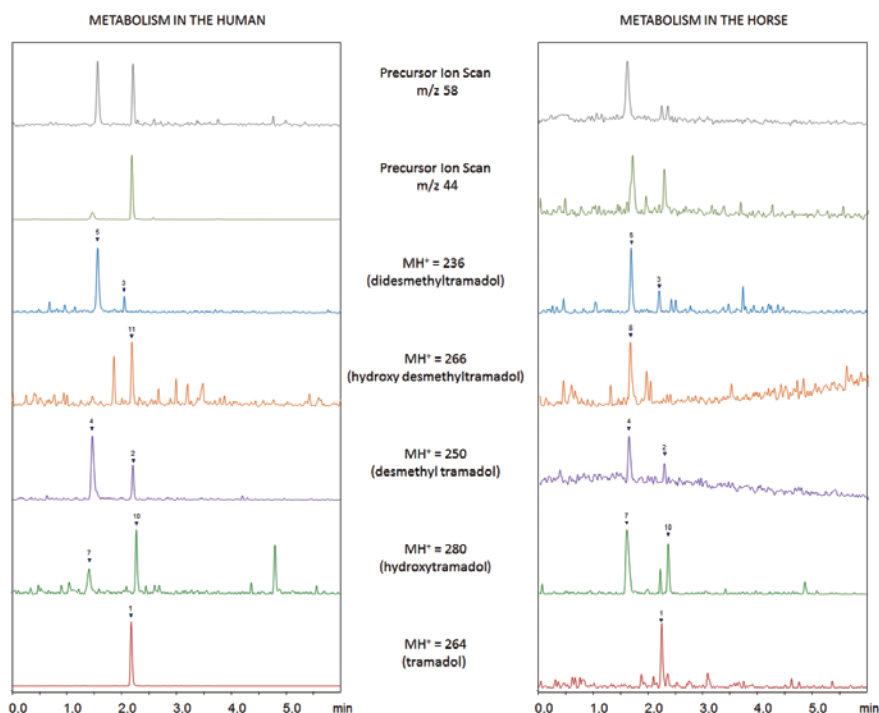 METABOLISM IN THE HUMAN
METABOLISM IN THE HORSE
Precursor Ion Scan
m/z 58
Precursor Ion Scan
m/z 44
5
3
MH⁺ = 236
(didesmethyltramadol)
5
3
11
MH⁺ = 266
(hydroxy desmethyltramadol)
8
4
2
MH⁺ = 250
(desmethyl tramadol)
4
2
7
10
MH⁺ = 280
(hydroxytramadol)
7
10
1
MH⁺ = 264
(tramadol)
1
0.0 1.0 2.0 3.0 4.0 5.0 min
0.0 1.0 2.0 3.0 4.0 5.0 min